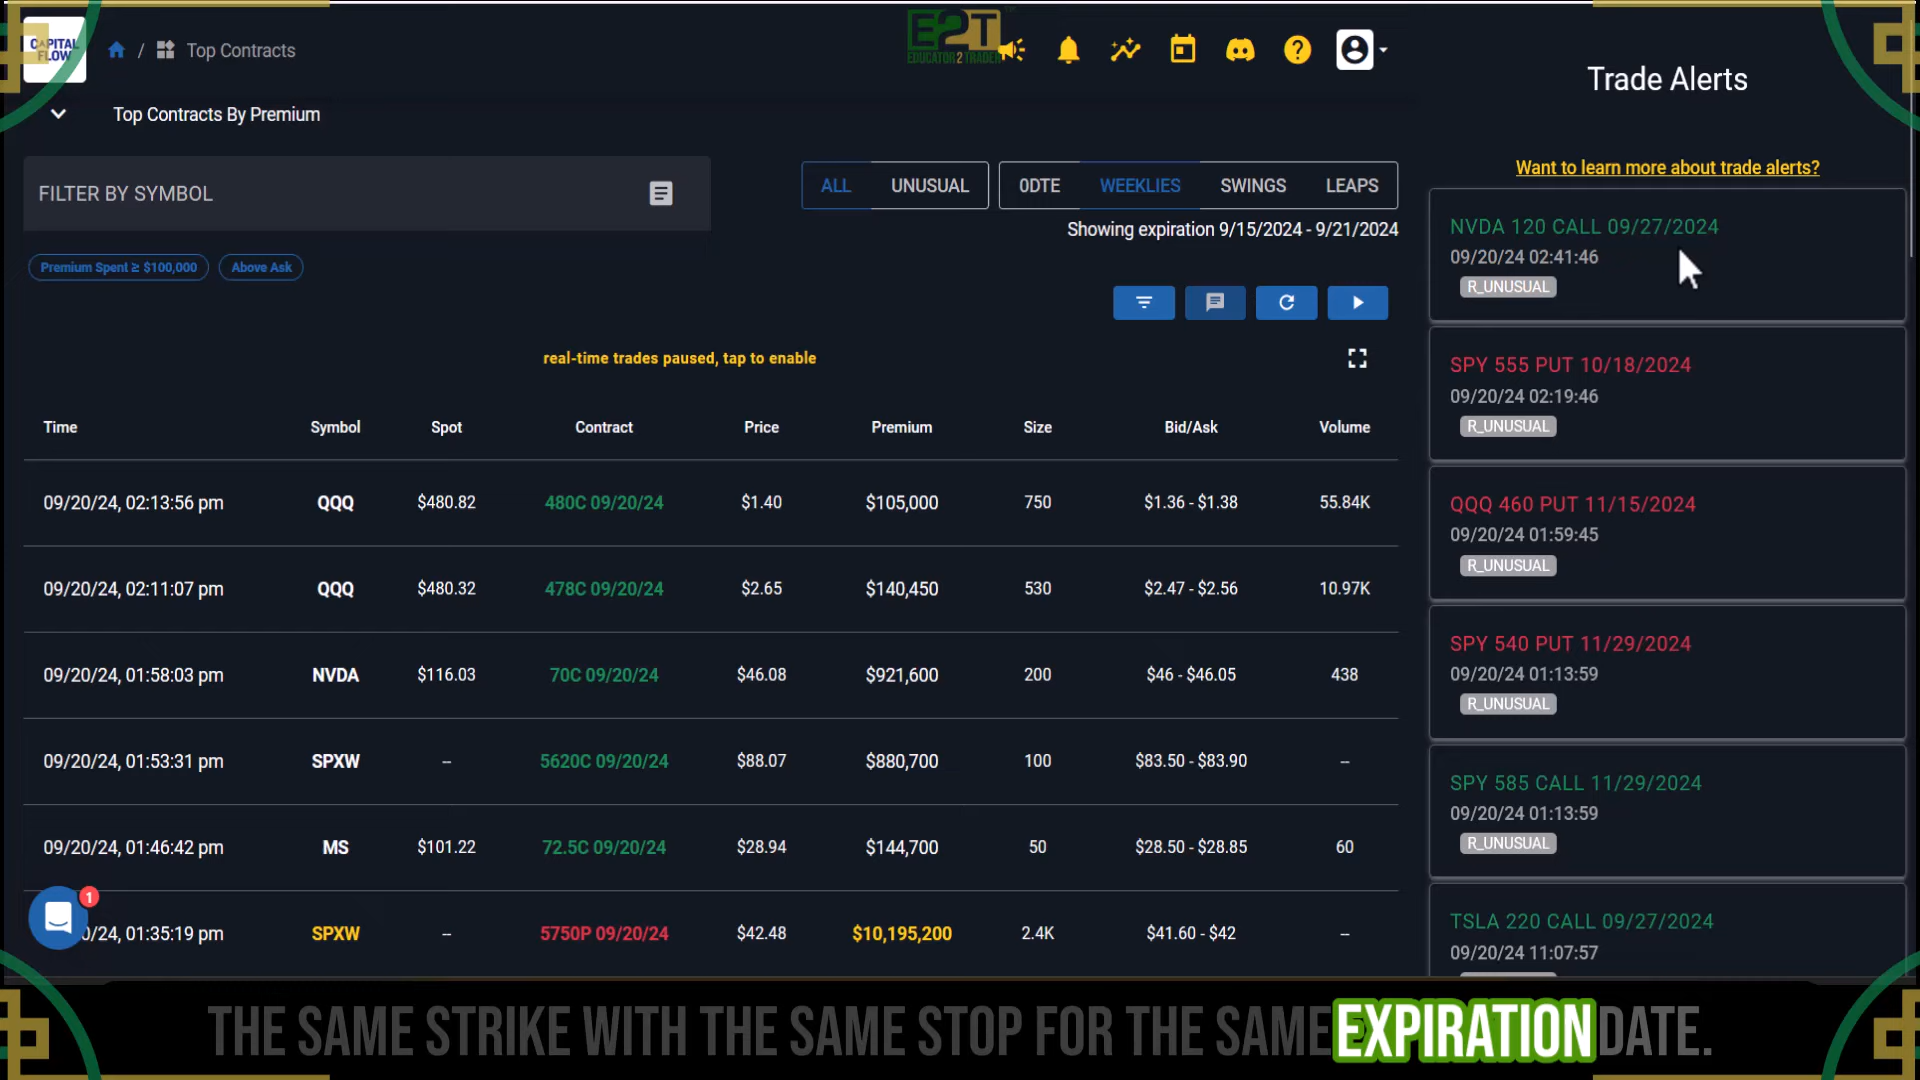 CAPITAL FLOW
/ Top Contracts
E2T
EDUCATOR2TRADER
Top Contracts By Premium
FILTER BY SYMBOL
ALL UNUSUAL 0DTE WEEKLIES SWINGS LEAPS
Showing expiration 9/15/2024 - 9/21/2024
Premium Spent ≥ $100,000 Above Ask
real-time trades paused, tap to enable
Time Symbol Spot Contract Price Premium Size Bid/Ask Volume
09/20/24, 02:13:56 pm QQQ $480.82 480C 09/20/24 $1.40 $105,000 750 $1.36 - $1.38 55.84K
09/20/24, 02:11:07 pm QQQ $480.32 478C 09/20/24 $2.65 $140,450 530 $2.47 - $2.56 10.97K
09/20/24, 01:58:03 pm NVDA $116.03 70C 09/20/24 $46.08 $921,600 200 $46 - $46.05 438
09/20/24, 01:53:31 pm SPXW -- 5620C 09/20/24 $88.07 $880,700 100 $83.50 - $83.90 --
09/20/24, 01:46:42 pm MS $101.22 72.5C 09/20/24 $28.94 $144,700 50 $28.50 - $28.85 60
0/24, 01:35:19 pm SPXW -- 5750P 09/20/24 $42.48 $10,195,200 2.4K $41.60 - $42 --
1
Trade Alerts
Want to learn more about trade alerts?
NVDA 120 CALL 09/27/2024
09/20/24 02:41:46
R_UNUSUAL
SPY 555 PUT 10/18/2024
09/20/24 02:19:46
R_UNUSUAL
QQQ 460 PUT 11/15/2024
09/20/24 01:59:45
R_UNUSUAL
SPY 540 PUT 11/29/2024
09/20/24 01:13:59
R_UNUSUAL
SPY 585 CALL 11/29/2024
09/20/24 01:13:59
R_UNUSUAL
TSLA 220 CALL 09/27/2024
09/20/24 11:07:57
THE SAME STRIKE WITH THE SAME STOP FOR THE SAME EXPIRATION DATE.